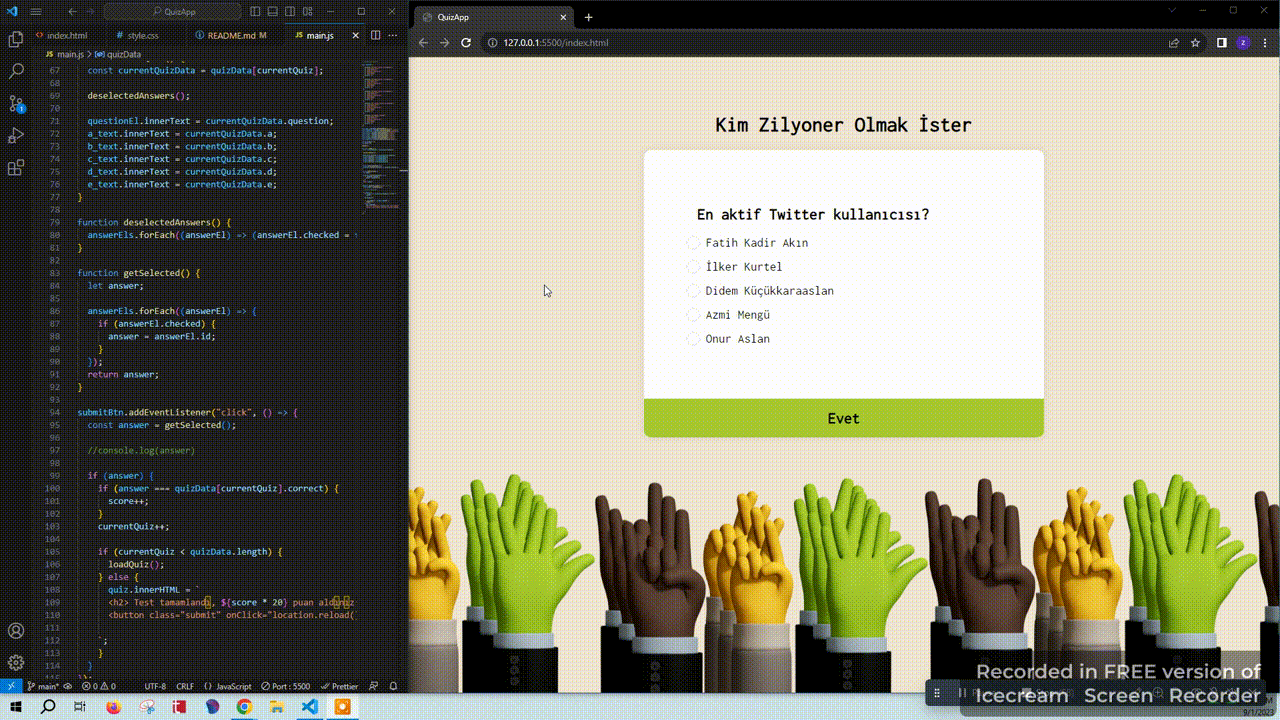 QuizApp
index.html
style.css
README.md M
main.js
main.js > quizData
67 const currentQuizData = quizData[currentQuiz];
68
69 deselectedAnswers();
70
71 questionEl.innerText = currentQuizData.question;
72 a_text.innerText = currentQuizData.a;
73 b_text.innerText = currentQuizData.b;
74 c_text.innerText = currentQuizData.c;
75 d_text.innerText = currentQuizData.d;
76 e_text.innerText = currentQuizData.e;
77 }
78
79 function deselectedAnswers() {
80 answerEls.forEach((answerEl) => (answerEl.checked =
81 }
82
83 function getSelected() {
84 let answer;
85
86 answerEls.forEach((answerEl) => {
87 if (answerEl.checked) {
88 answer = answerEl.id;
89 }
90 });
91 return answer;
92 }
93
94 submitBtn.addEventListener("click", () => {
95 const answer = getSelected();
96
97 //console.log(answer)
98
99 if (answer) {
100 if (answer === quizData[currentQuiz].correct) {
101 score++;
102 }
103 currentQuiz++;
104
105 if (currentQuiz < quizData.length) {
106 loadQuiz();
107 } else {
108 quiz.innerHTML = `
109 <h2> Test tamamlandı, ${score * 20} puan aldınız
110 <button class="submit" onClick="location.reload(
111
112 `;
113 }
114 }
main* 0 0 UTF-8 CRLF {} JavaScript Port : 5500 Prettier
QuizApp
127.0.0.1:5500/index.html
Z
Kim Zilyoner Olmak İster
En aktif Twitter kullanıcısı?
Fatih Kadir Akın
İlker Kurtel
Didem Küçükkaraaslan
Azmi Mengü
Onur Aslan
Evet
Recorded in FREE version of
Icecream Screen Recorder
9/1/2023